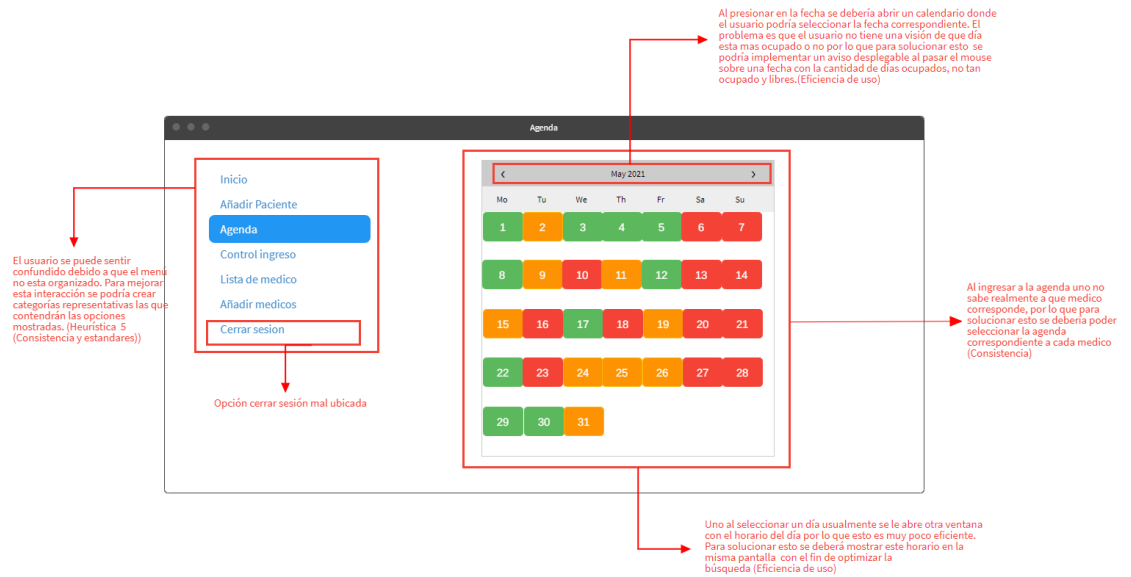 Al presionar en la fecha se debería abrir un calendario donde
el usuario podría seleccionar la fecha correspondiente. El
problema es que el usuario no tiene una visión de que día
esta mas ocupado o no por lo que para solucionar esto se
podría implementar un aviso desplegable al pasar el mouse
sobre una fecha con la cantidad de días ocupados, no tan
ocupado y libres.(Eficiencia de uso)
Agenda
Inicio
Añadir Paciente
Agenda
Control ingreso
Lista de medico
Añadir medicos
Cerrar sesion
El usuario se puede sentir
confundido debido a que el menú
no esta organizado. Para mejorar
esta interacción se podría crear
categorías representativas las que
contendrán las opciones
mostradas. (Heurística 5
(Consistencia y estandares))
Opción cerrar sesión mal ubicada
‹ May 2021 ›
Mo Tu We Th Fr Sa Su
1 2 3 4 5 6 7
8 9 10 11 12 13 14
15 16 17 18 19 20 21
22 23 24 25 26 27 28
29 30 31
Al ingresar a la agenda uno no
sabe realmente a que medico
corresponde, por lo que para
solucionar esto se debería poder
seleccionar la agenda
correspondiente a cada medico
(Consistencia)
Uno al seleccionar un día usualmente se le abre otra ventana
con el horario del día por lo que esto es muy poco eficiente.
Para solucionar esto se deberá mostrar este horario en la
misma pantalla con el fin de optimizar la
búsqueda (Eficiencia de uso)